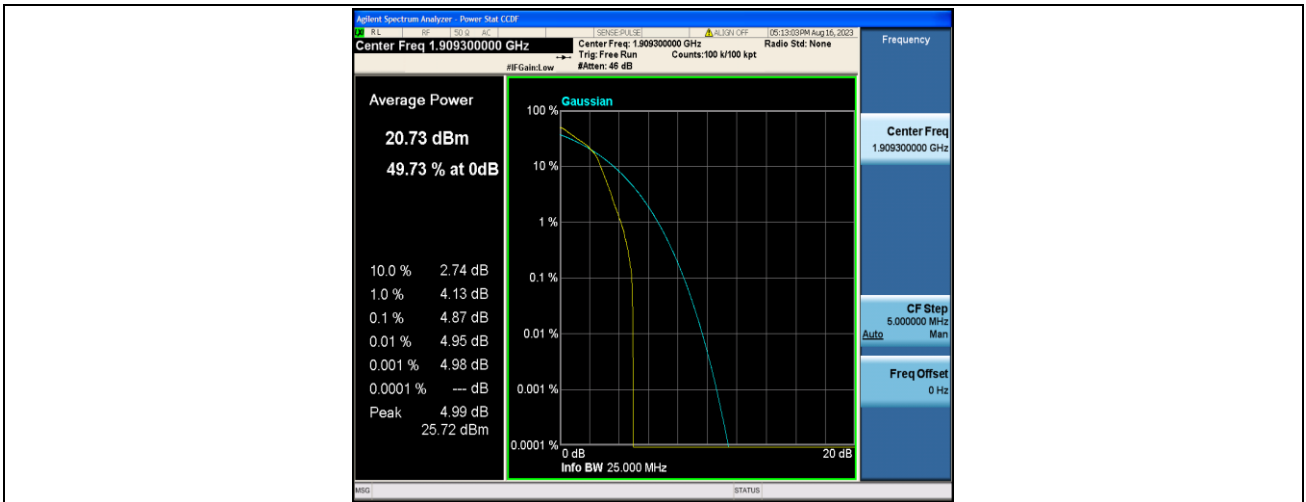 Agilent Spectrum Analyzer - Power Stat CCDF
RL RF 50 Ω AC SENSE:PULSE ALIGN OFF 05:13:03PM Aug 16, 2023
Center Freq 1.909300000 GHz
Center Freq: 1.909300000 GHz Radio Std: None
Trig: Free Run Counts:100 k/100 kpt
#IFGain:Low #Atten: 46 dB
Frequency
Average Power
20.73 dBm
49.73 % at 0dB
10.0 % 2.74 dB
1.0 % 4.13 dB
0.1 % 4.87 dB
0.01 % 4.95 dB
0.001 % 4.98 dB
0.0001 % --- dB
Peak 4.99 dB
25.72 dBm
Gaussian
100 %
10 %
1 %
0.1 %
0.01 %
0.001 %
0.0001 %
0 dB 20 dB
Info BW 25.000 MHz
Center Freq
1.909300000 GHz
CF Step
5.000000 MHz
Auto Man
Freq Offset
0 Hz
MSG STATUS